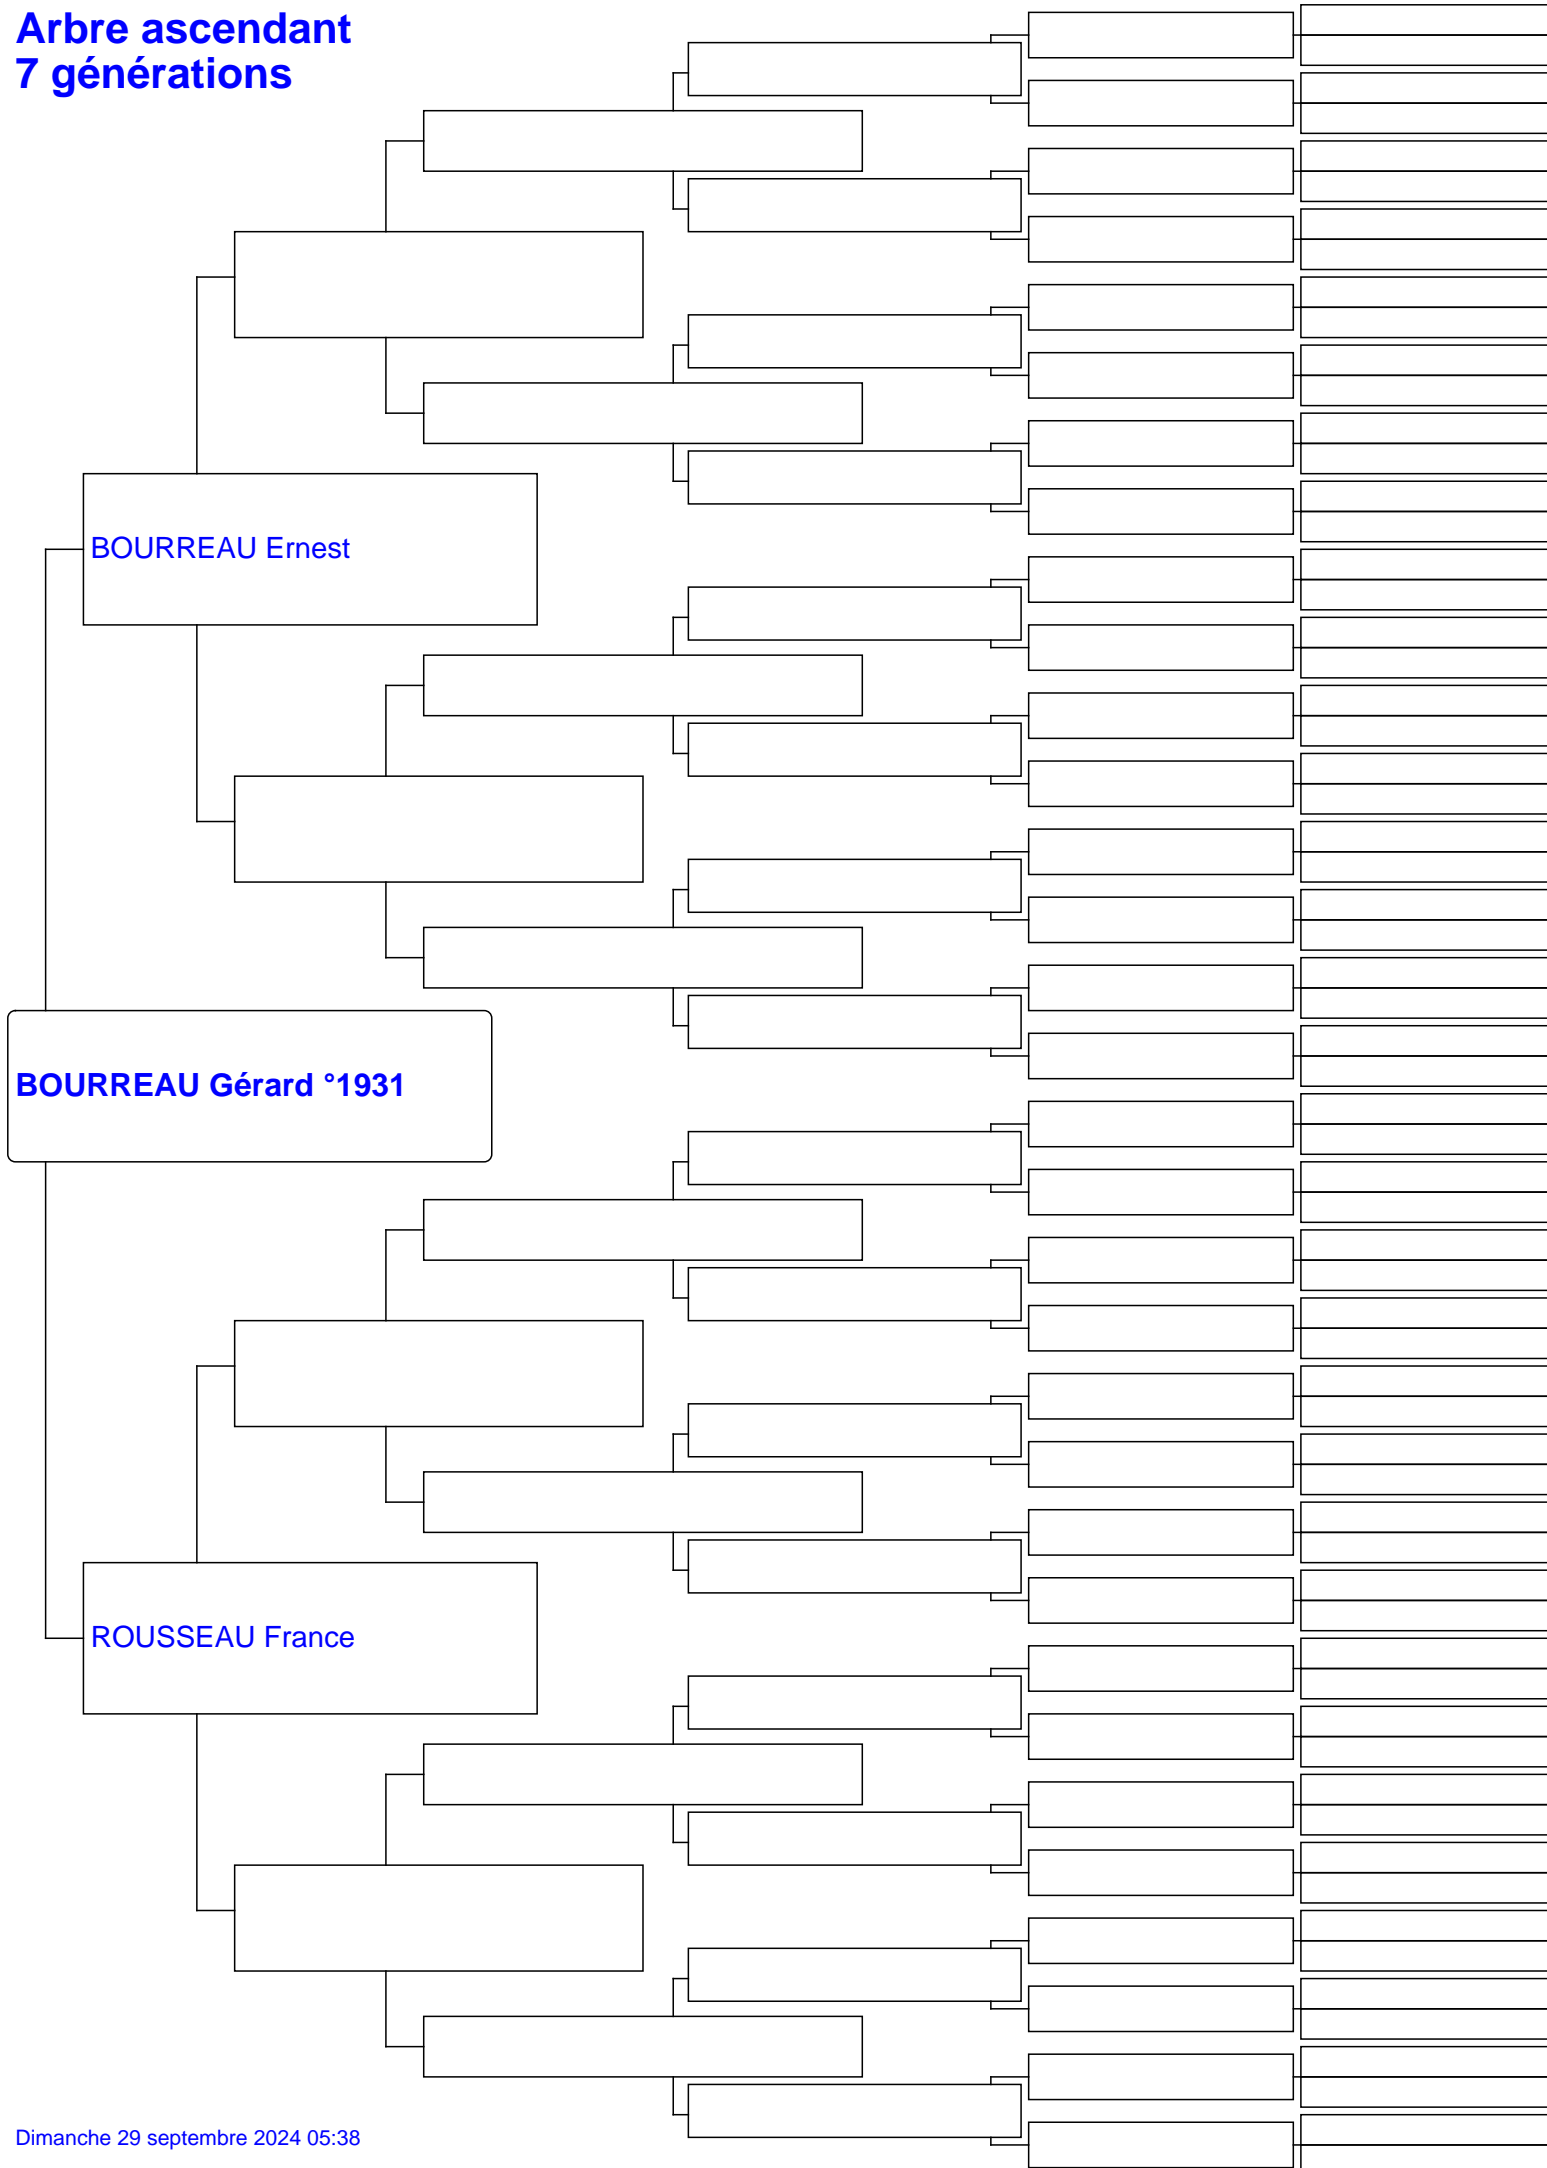 Arbre ascendant
7 générations
BOURREAU Ernest
BOURREAU Gérard °1931
ROUSSEAU France
Dimanche 29 septembre 2024 05:38